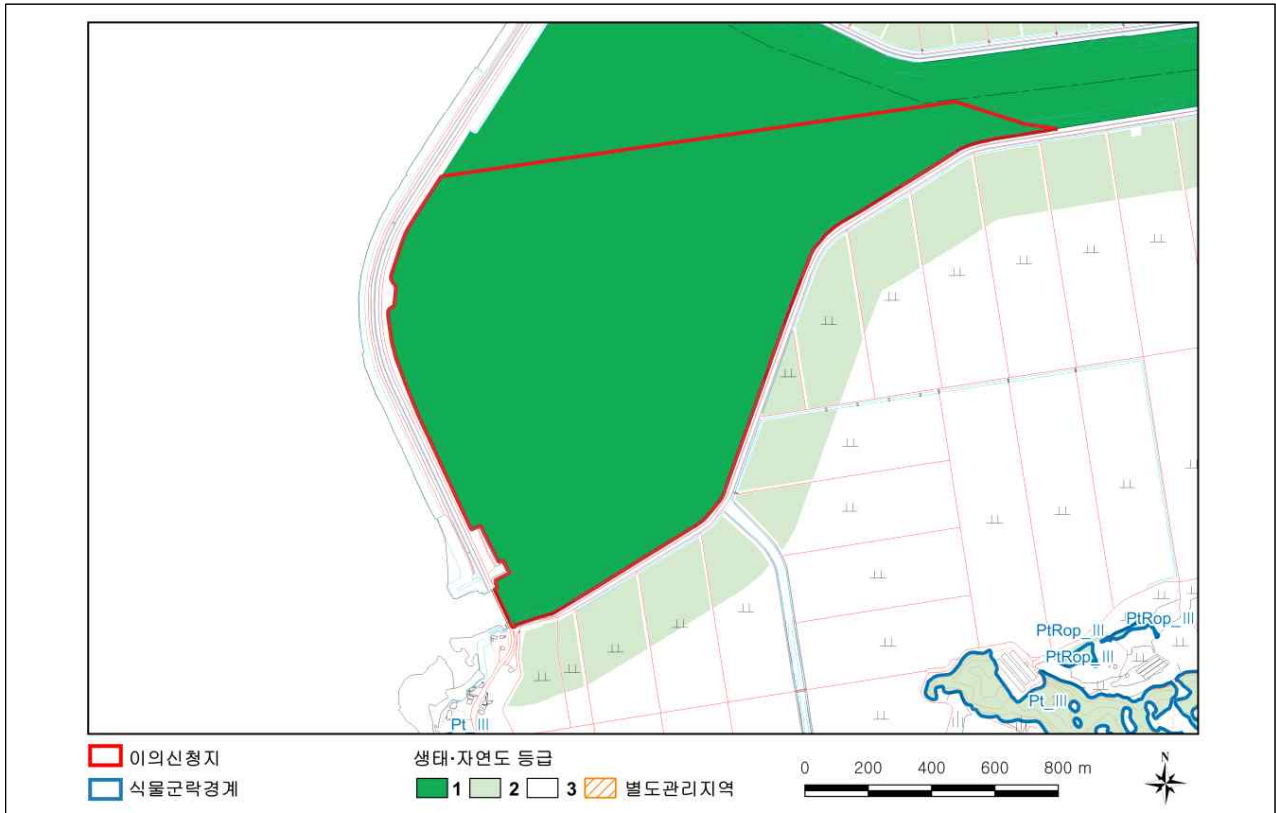 PtRop_III
PtRop_III
PtRop_III
Pt_III
Pt_III
이의신청지
식물군락경계
생태·자연도 등급
1 2 3 별도관리지역
0 200 400 600 800 m
N